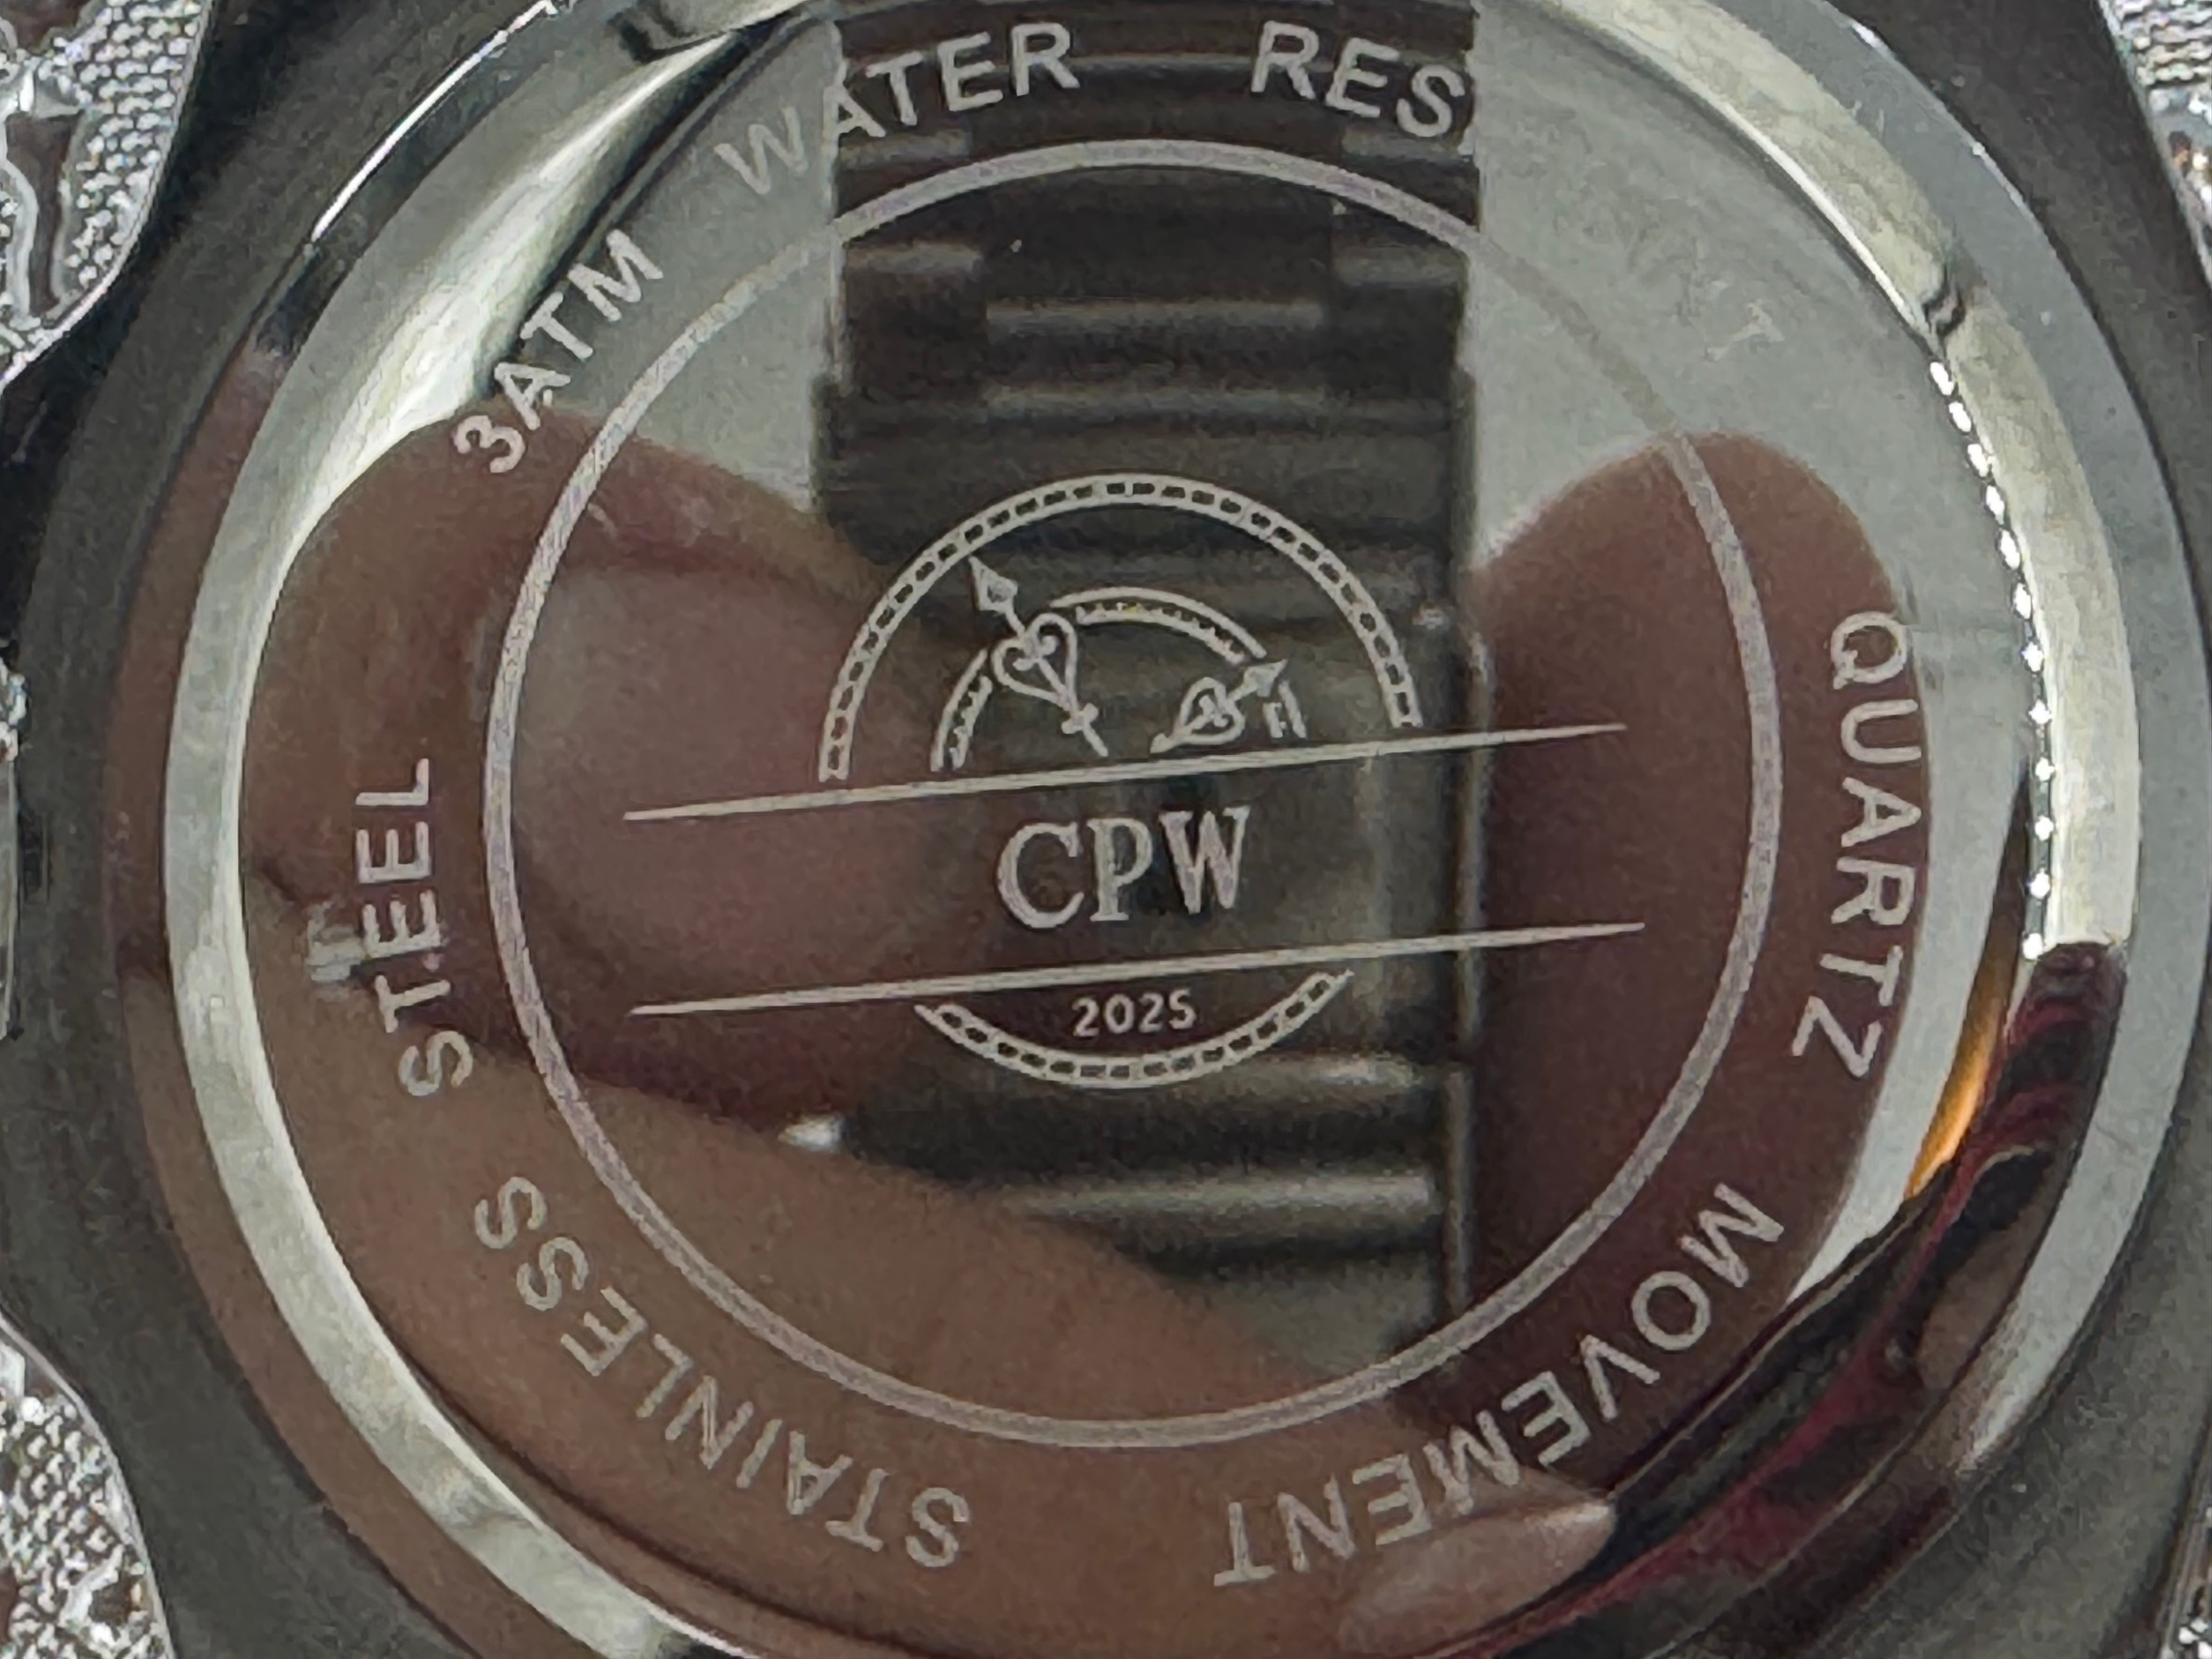 3ATM WATER RES
QUARTZ MOVEMENT
STAINLESS STEEL
CPW
2025